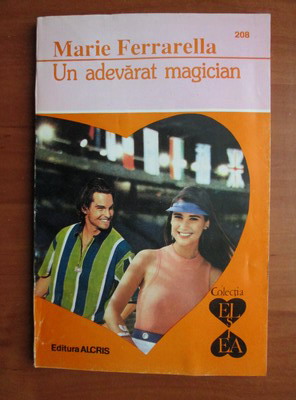 208
Marie Ferrarella
Un adevărat magician
Colecția
EL
ȘI
EA
Editura ALCRIS